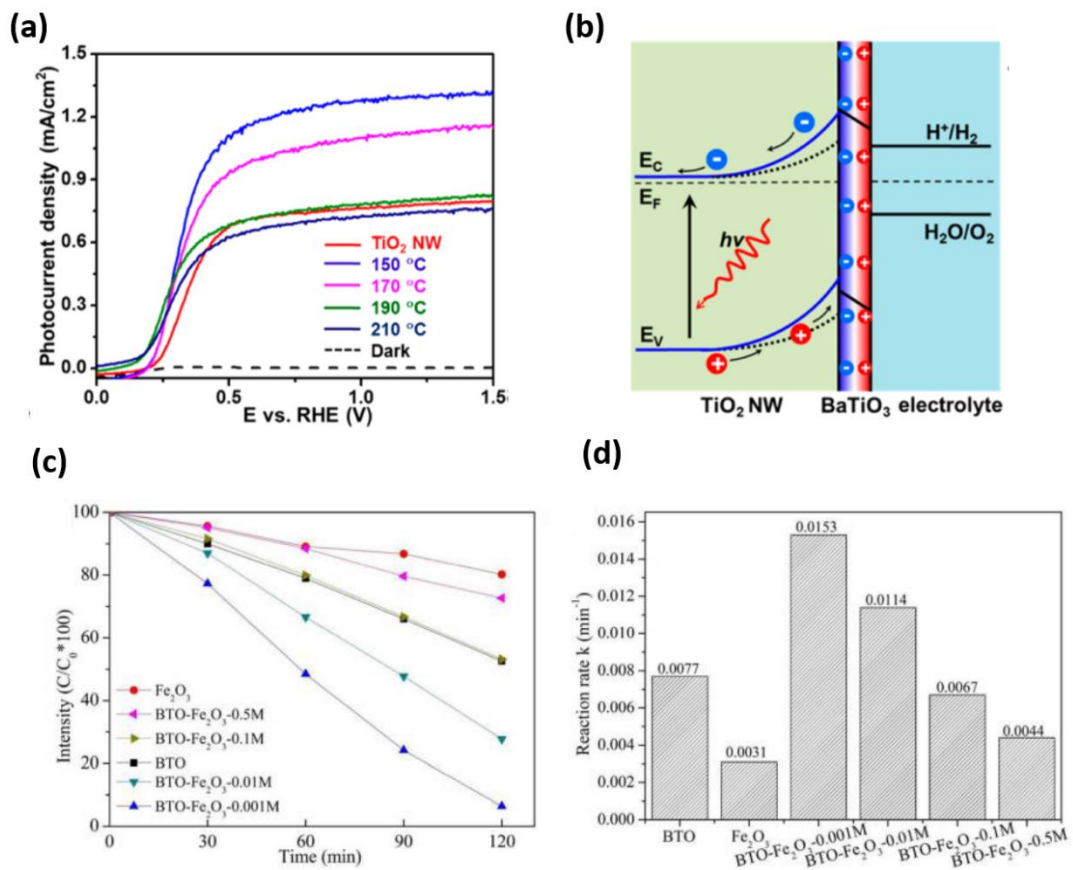 (a)
Photocurrent density (mA/cm²)
1.5
1.2
0.9
0.6
0.3
0.0
0.0 0.5 1.0 1.5
E vs. RHE (V)
TiO₂ NW
150 °C
170 °C
190 °C
210 °C
Dark
(b)
E_C
E_F
E_V
hν
H⁺/H₂
H₂O/O₂
TiO₂ NW BaTiO₃ electrolyte
(c)
Intensity (C/C₀*100)
100
80
60
40
20
0
0 30 60 90 120
Time (min)
Fe₂O₃
BTO-Fe₂O₃-0.5M
BTO-Fe₂O₃-0.1M
BTO
BTO-Fe₂O₃-0.01M
BTO-Fe₂O₃-0.001M
(d)
Reaction rate k (min⁻¹)
0.016
0.014
0.012
0.010
0.008
0.006
0.004
0.002
0.000
0.0077
0.0031
0.0153
0.0114
0.0067
0.0044
BTO
Fe₂O₃
BTO-Fe₂O₃-0.001M
BTO-Fe₂O₃-0.01M
BTO-Fe₂O₃-0.1M
BTO-Fe₂O₃-0.5M